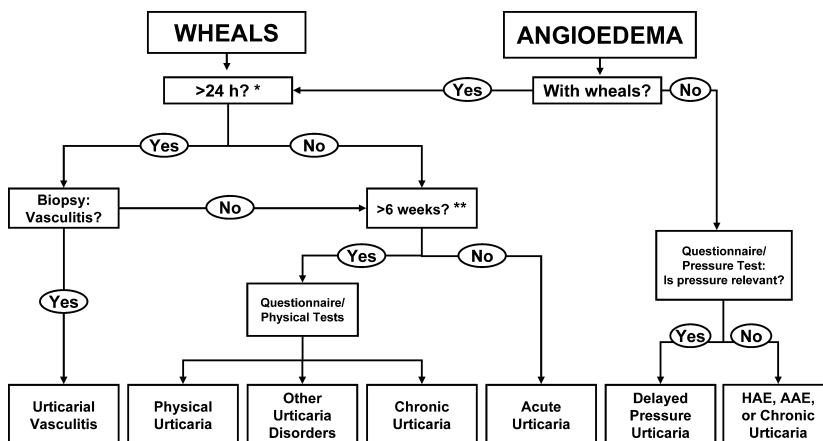 WHEALS
ANGIOEDEMA
>24 h? *
Yes
With wheals?
No
Yes
No
Biopsy:
Vasculitis?
No
>6 weeks? **
Yes
No
Questionnaire/
Pressure Test:
Is pressure relevant?
Yes
Questionnaire/
Physical Tests
Yes
No
Urticarial
Vasculitis
Physical
Urticaria
Other
Urticaria
Disorders
Chronic
Urticaria
Acute
Urticaria
Delayed
Pressure
Urticaria
HAE, AAE,
or Chronic
Urticaria